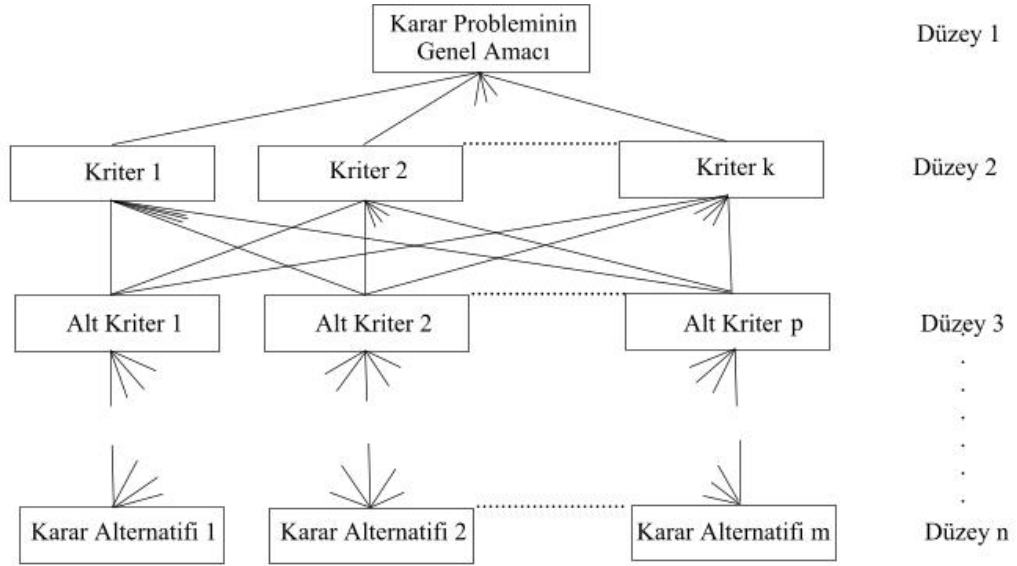 Karar Probleminin
Genel Amacı
Düzey 1
Kriter 1
Kriter 2
Kriter k
Düzey 2
Alt Kriter 1
Alt Kriter 2
Alt Kriter p
Düzey 3
Karar Alternatifi 1
Karar Alternatifi 2
Karar Alternatifi m
Düzey n